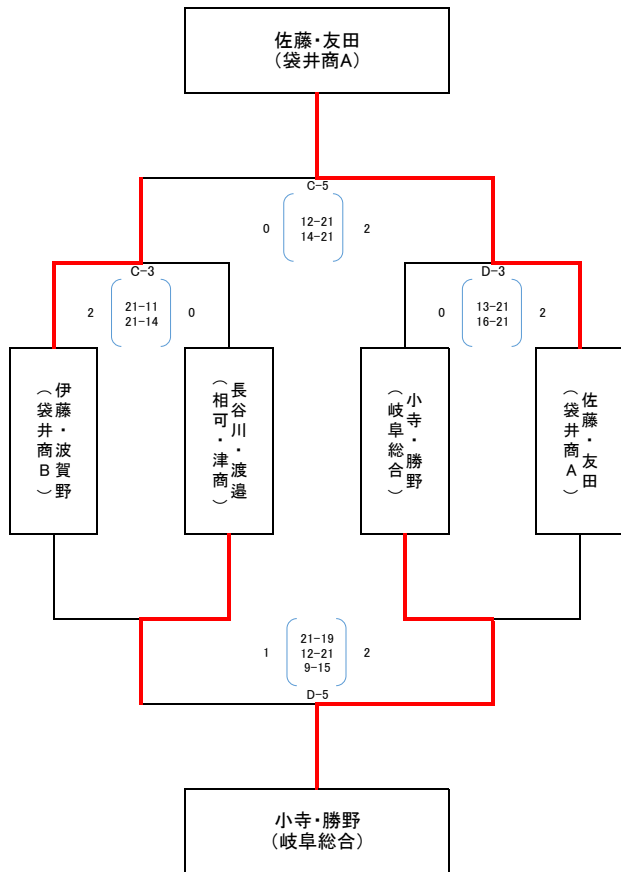 佐藤・友田
(袋井商A)
C-5
0
12-21
14-21
2
C-3
2
21-11
21-14
0
D-3
0
13-21
16-21
2
伊藤・波賀野
(袋井商B)
長谷川・渡邉
(相可・津商)
小寺・勝野
(岐阜総合)
佐藤・友田
(袋井商A)
1
21-19
12-21
9-15
2
D-5
小寺・勝野
(岐阜総合)